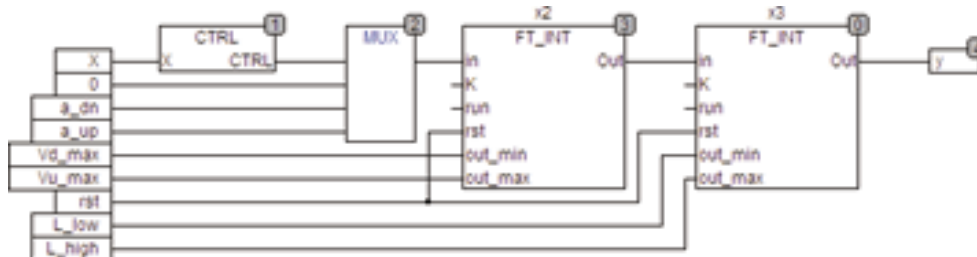 x2
x3
1
2
3
0
CTRL
MUX
FT_INT
FT_INT
X
X
CTRL
in
Out
in
Out
y
0
K
K
a_dn
run
run
a_up
rst
rst
Vd_max
out_min
out_min
Vu_max
out_max
out_max
rst
L_low
L_high